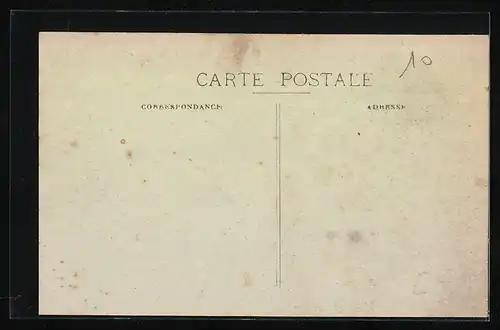 10
CARTE POSTALE
CORRESPONDANCE
ADRESSE